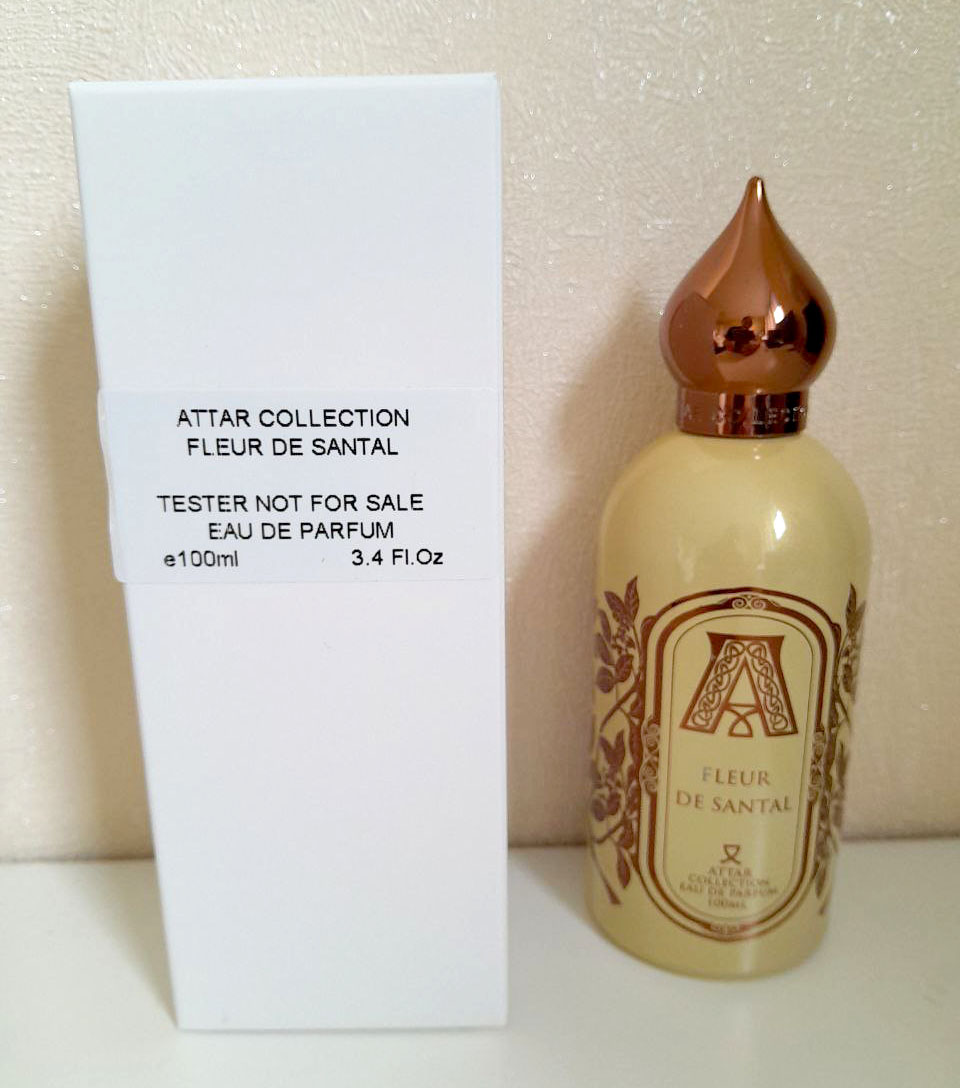 ATTAR COLLECTION
FLEUR DE SANTAL
TESTER NOT FOR SALE
EAU DE PARFUM
e100ml 3.4 Fl.Oz
COLLECTI
A
FLEUR
DE SANTAL
ATTAR
COLLECTION
EAU DE PARFUM
100ml